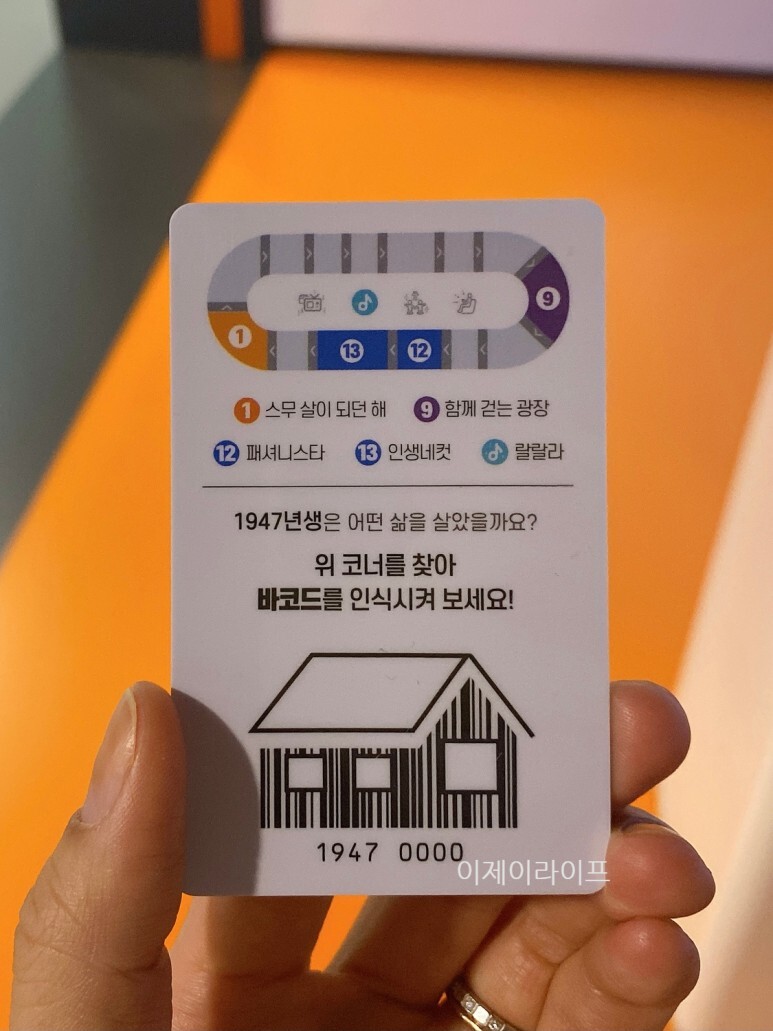 9
1
13 12
1 스무 살이 되던 해 9 함께 걷는 광장
12 패셔니스타 13 인생네컷 랄랄라
1947년생은 어떤 삶을 살았을까요?
위 코너를 찾아
바코드를 인식시켜 보세요!
1947 0000
이제이라이프